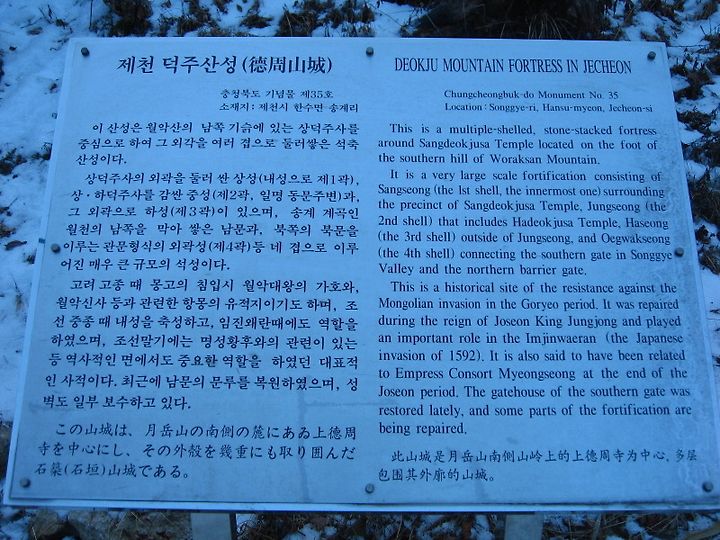 제천 덕주산성(德周山城)
충청북도 기념물 제35호
소재지: 제천시 한수면 송계리
이 산성은 월악산의 남쪽 기슭에 있는 상덕주사를
중심으로 하여 그 외각을 여러 겹으로 둘러쌓은 석축
산성이다.
상덕주사의 외곽을 둘러 싼 상성(내성으로 제1곽),
상·하덕주사를 감싼 중성(제2곽, 일명 동문주변)과,
그 외곽으로 하성(제3곽)이 있으며, 송계 계곡인
월천의 남쪽을 막아 쌓은 남문과, 북쪽의 북문을
이루는 관문형식의 외곽성(제4곽)등 네 겹으로 이루
어진 매우 큰 규모의 석성이다.
고려 고종 때 몽고의 침입시 월악대왕의 가호와,
월악신사 등과 관련한 항몽의 유적지이기도 하며, 조
선 중종 때 내성을 축성하고, 임진왜란때에도 역할을
하였으며, 조선말기에는 명성황후와의 관련이 있는
등 역사적인 면에서도 중요할 역할을 하였던 대표적
인 사적이다. 최근에 남문의 문루를 복원하였으며, 성
벽도 일부 보수하고 있다.
この山城は、月岳山の南側の麓にあゐ上德周
寺を中心にし、その外殻を幾重にも取り囲んだ
石築(石垣)山城である。
DEOKJU MOUNTAIN FORTRESS IN JECHEON
Chungcheongbuk-do Monument No. 35
Location: Songgye-ri, Hansu-myeon, Jecheon-si
This is a multiple-shelled, stone-stacked fortress
around Sangdeokjusa Temple located on the foot of
the southern hill of Woraksan Mountain.
It is a very large scale fortification consisting of
Sangseong (the 1st shell, the innermost one) surrounding
the precinct of Sangdeokjusa Temple, Jungseong (the
2nd shell) that includes Hadeokjusa Temple, Haseong
(the 3rd shell) outside of Jungseong, and Oegwakseong
(the 4th shell) connecting the southern gate in Songgye
Valley and the northern barrier gate.
This is a historical site of the resistance against the
Mongolian invasion in the Goryeo period. It was repaired
during the reign of Joseon King Jungjong and played
an important role in the Imjinwaeran (the Japanese
invasion of 1592). It is also said to have been related
to Empress Consort Myeongseong at the end of the
Joseon period. The gatehouse of the southern gate was
restored lately, and some parts of the fortification are
being repaired.
此山城是月岳山南側山岭上的上德周寺为中心, 多层
包围其外廓的山城。